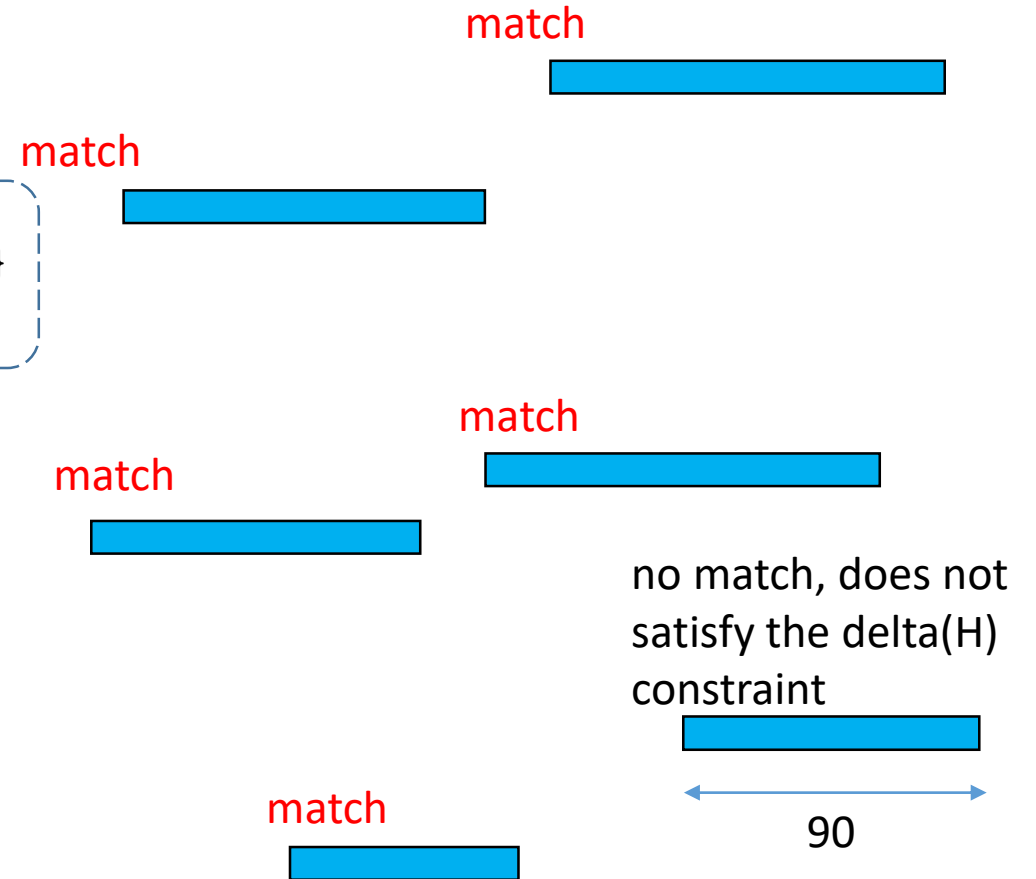 match
match
match
match
no match, does not
satisfy the delta(H)
constraint
match
90